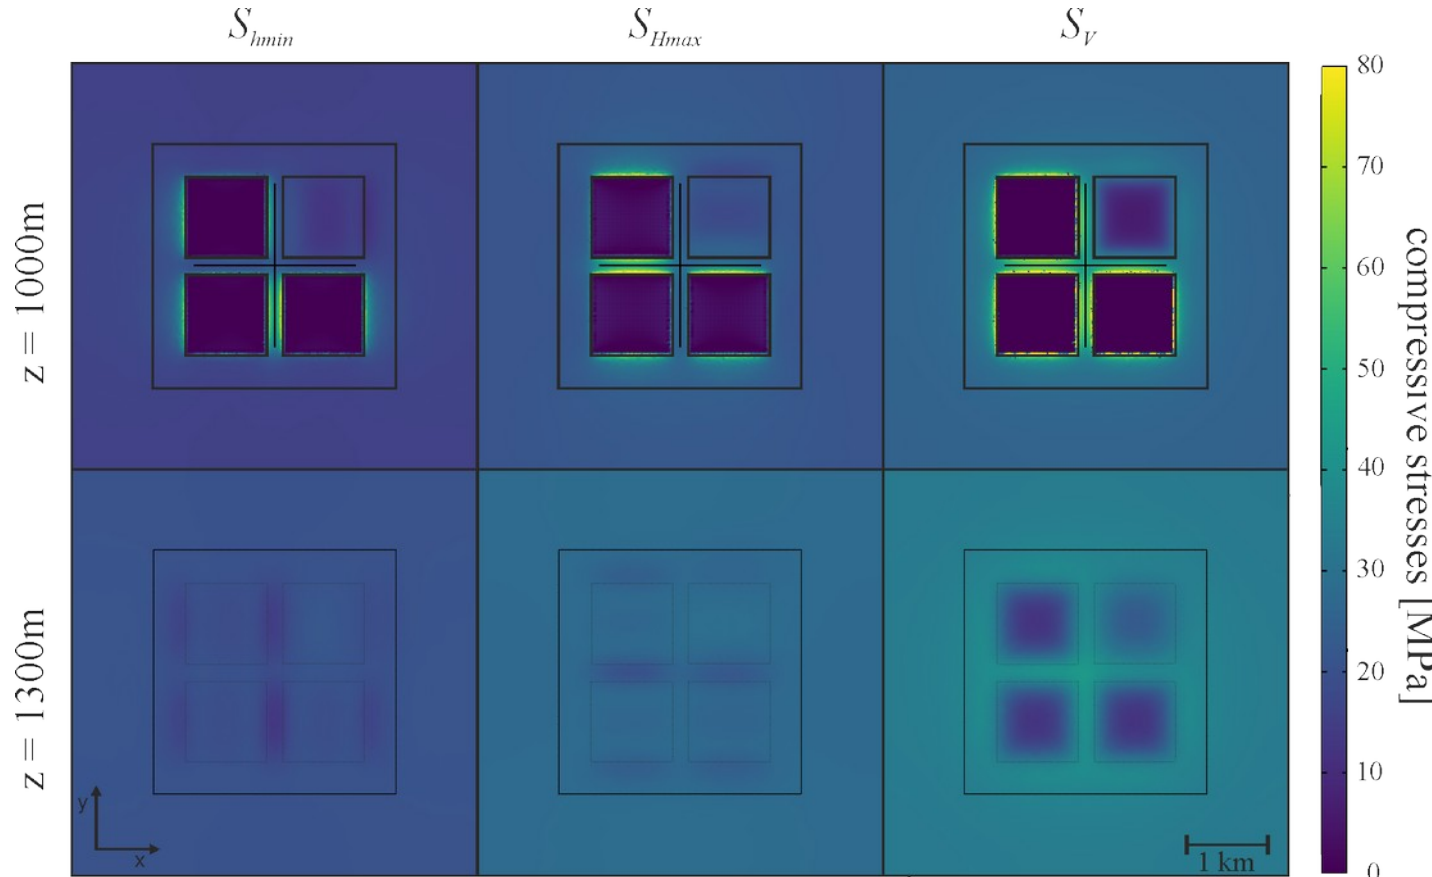 S_hmin S_Hmax S_V
z = 1000m
z = 1300m
80
70
60
50
40
30
20
10
0
compressive stresses [MPa]
y
x
1 km